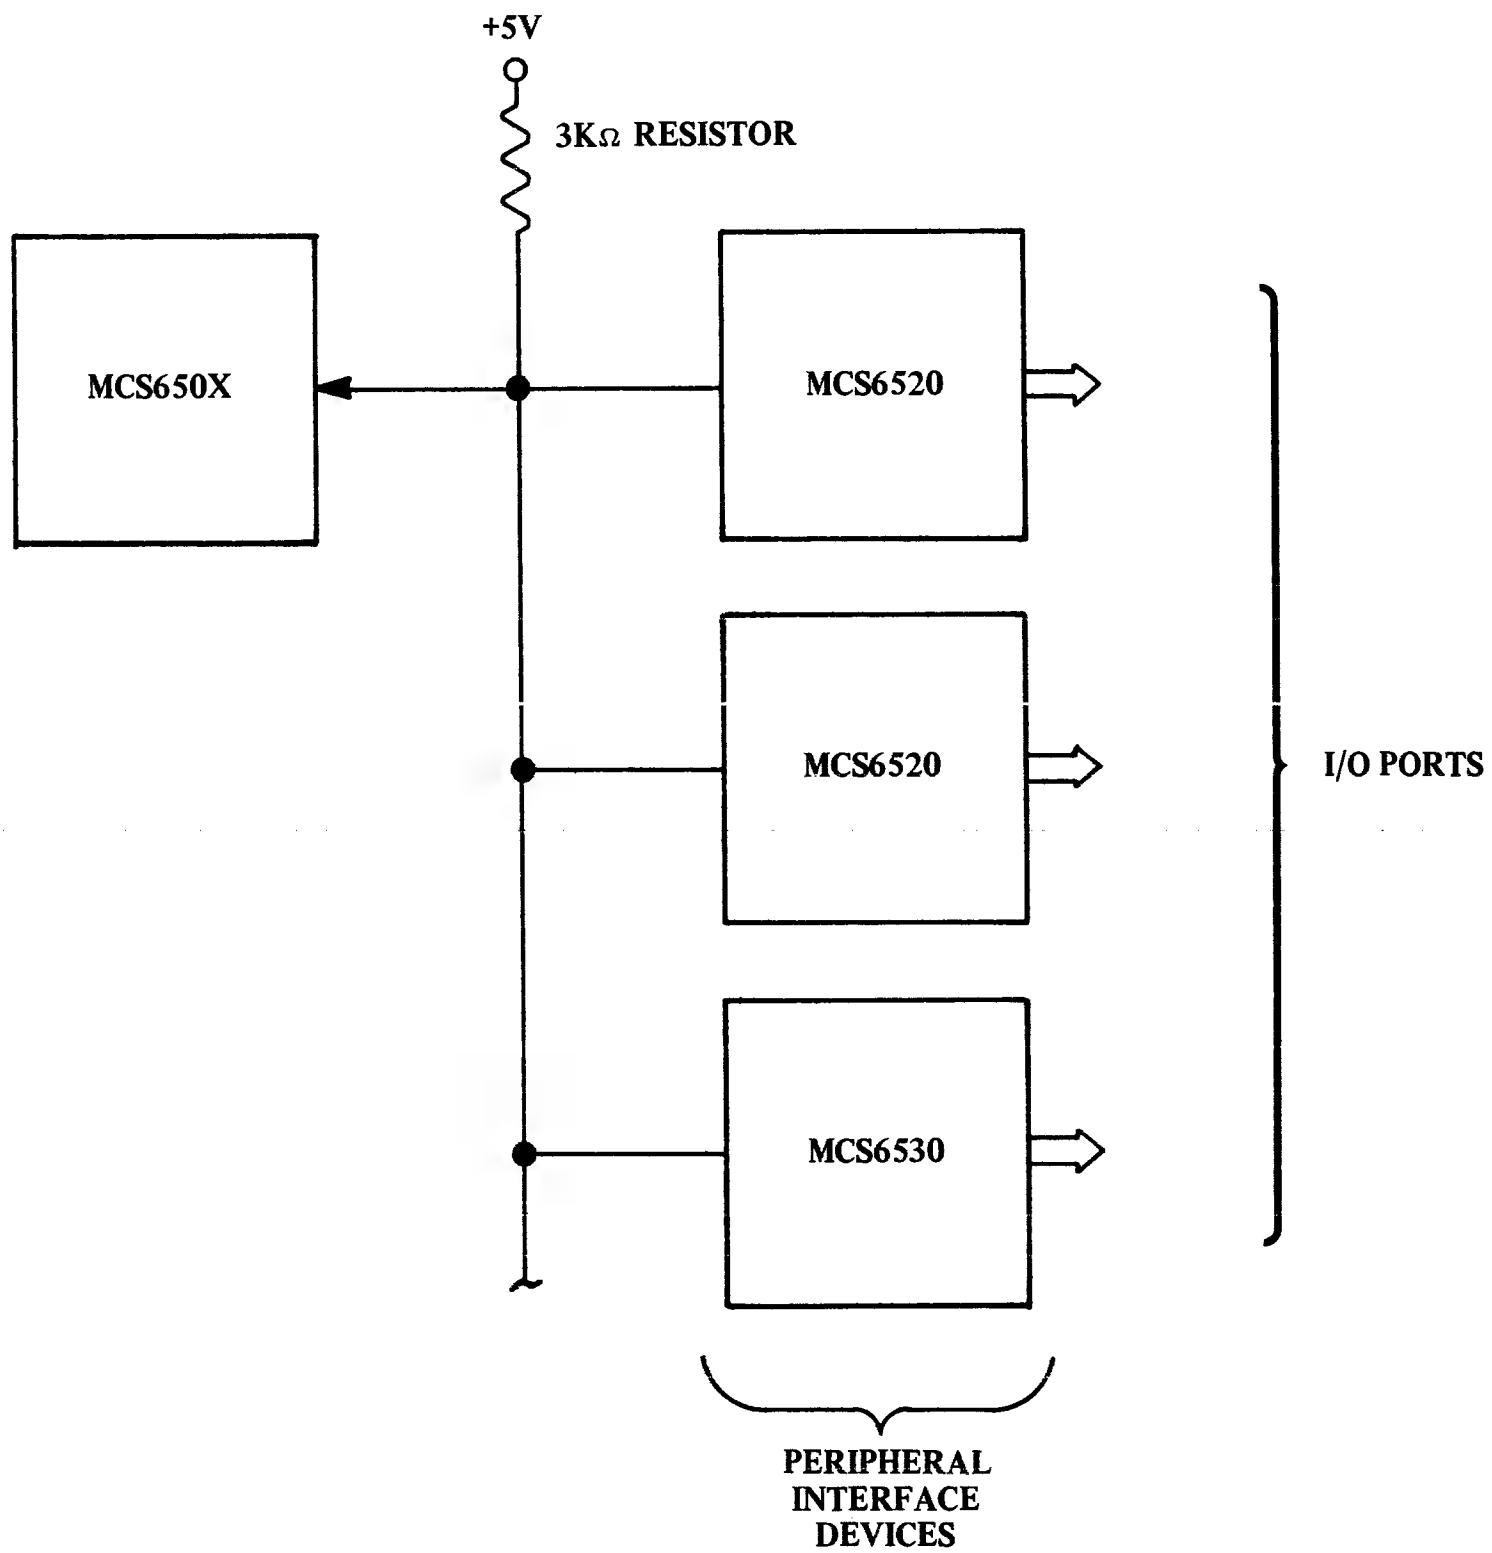 +5V
3KΩ RESISTOR
MCS650X
MCS6520
MCS6520
I/O PORTS
MCS6530
PERIPHERAL
INTERFACE
DEVICES